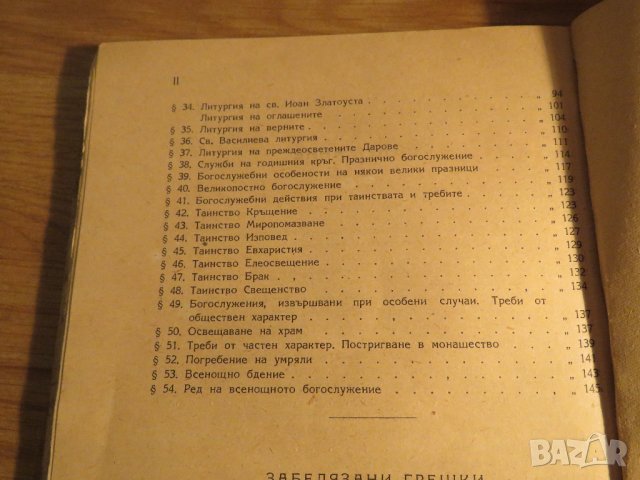 II
§ 34. Литургия на св. Иоан Златоуста . . . . . . . . „ 94
Литургия на оглашените . . . . . . . . „ 101
§ 35. Литургия на верните . . . . . . . . „ 104
§ 36. Св. Василиева литургия . . . . . . . . „ 110
§ 37. Литургия на преждеосветените Дарове . . . . . . . . „ 111
§ 38. Служби на годишния кръг. Празнично богослужение . . . . „ 114
§ 39. Богослужебни особености на някои велики празници . . . . „ 117
§ 40. Великопостно богослужение . . . . . . . . „ 119
§ 41. Богослужебни действия при таинствата и требите . . . . „ 123
§ 42. Таинство Кръщение . . . . . . . . „ 123
§ 43. Таинство Миропомазване . . . . . . . . „ 126
§ 44. Таинство Изповед . . . . . . . . „ 127
§ 45. Таинство Евхаристия . . . . . . . . „ 129
§ 46. Таинство Елеосвещение . . . . . . . . „ 130
§ 47. Таинство Брак . . . . . . . . „ 132
§ 48. Таинство Свещенство . . . . . . . . „ 134
§ 49. Богослужения, извършвани при особени случаи. Треби от
обществен характер . . . . . . . . „ 137
§ 50. Освещаване на храм . . . . . . . . „ 137
§ 51. Треби от частен характер. Постригване в монашество . . . . „ 139
§ 52. Погребение на умряли . . . . . . . . „ 141
§ 53. Всенощно бдение . . . . . . . . „ 143
§ 54. Ред на всенощното богослужение . . . . . . . . „ 145
ЗАБЕЛЯЗАНИ ГРЕШКИ
BAZAR
.bg